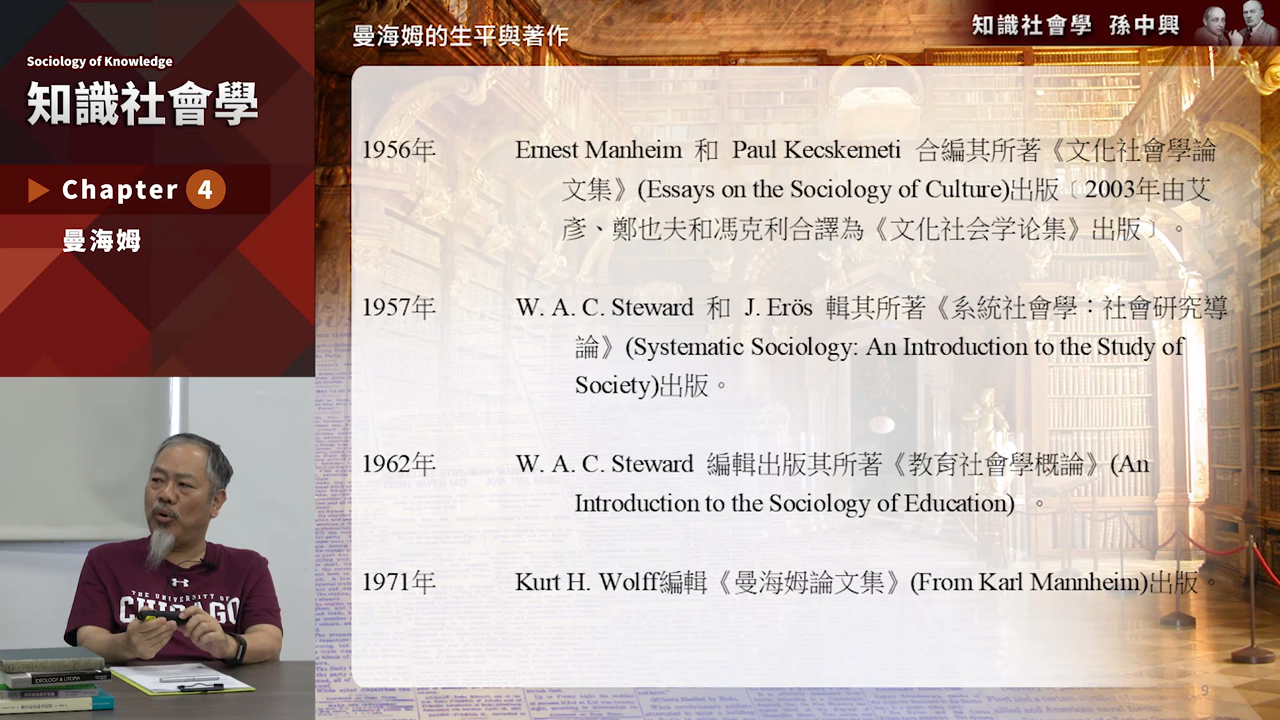 Sociology of Knowledge
知識社會學
Chapter 4
曼海姆
曼海姆的生平與著作
知識社會學 孫中興
1956年 Ernest Manheim 和 Paul Kecskemeti 合編其所著《文化社會學論
文集》(Essays on the Sociology of Culture)出版〔2003年由艾
彥、鄭也夫和馮克利合譯為《文化社会学论集》出版〕。
1957年 W. A. C. Steward 和 J. Erös 輯其所著《系統社會學：社會研究導
論》(Systematic Sociology: An Introduction to the Study of
Society)出版。
1962年 W. A. C. Steward 編輯出版其所著《教育社會學概論》(An
Introduction to the Sociology of Education) 。
1971年 Kurt H. Wolff編輯《曼海姆論文集》(From Karl Mannheim)出版
9
THE UNIVERSITY OF
CHICAGO
IDEOLOGY & UTOPIA